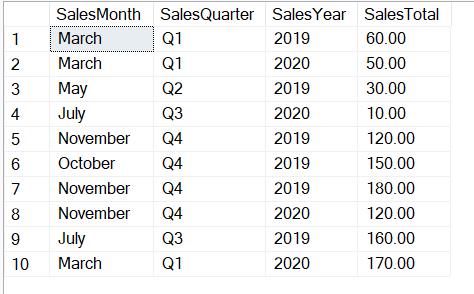 SalesMonth SalesQuarter SalesYear SalesTotal
1 March Q1 2019 60.00
2 March Q1 2020 50.00
3 May Q2 2019 30.00
4 July Q3 2020 10.00
5 November Q4 2019 120.00
6 October Q4 2019 150.00
7 November Q4 2019 180.00
8 November Q4 2020 120.00
9 July Q3 2019 160.00
10 March Q1 2020 170.00